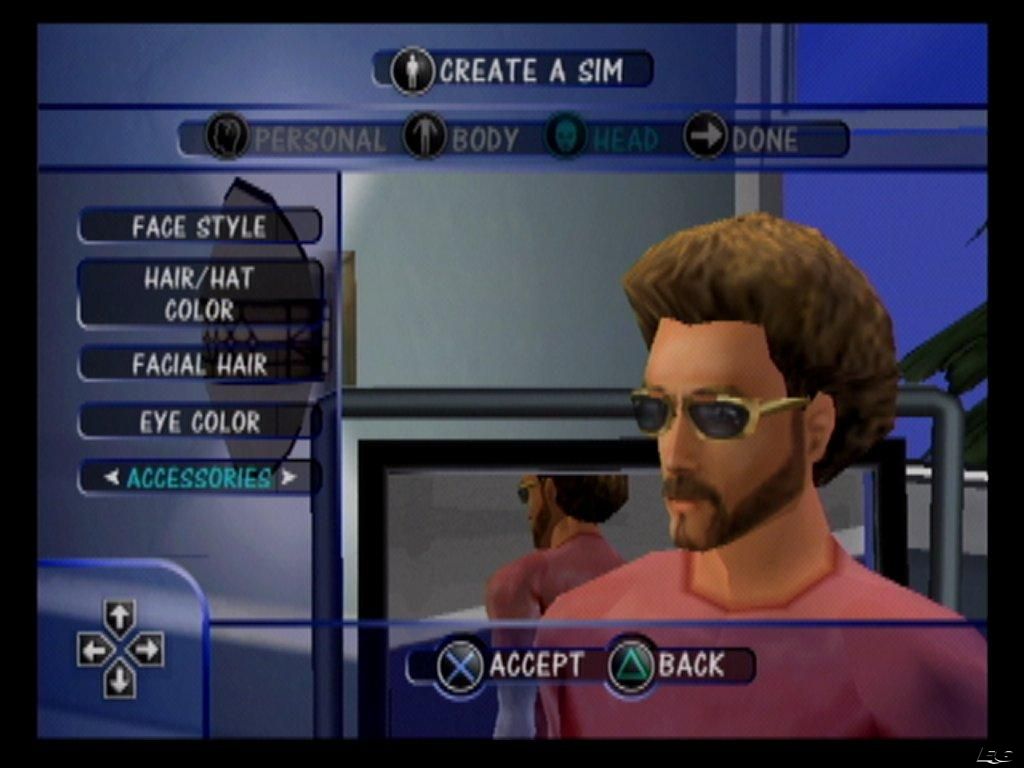 CREATE A SIM
PERSONAL BODY HEAD DONE
FACE STYLE
HAIR/HAT
COLOR
FACIAL HAIR
EYE COLOR
ACCESSORIES
ACCEPT BACK